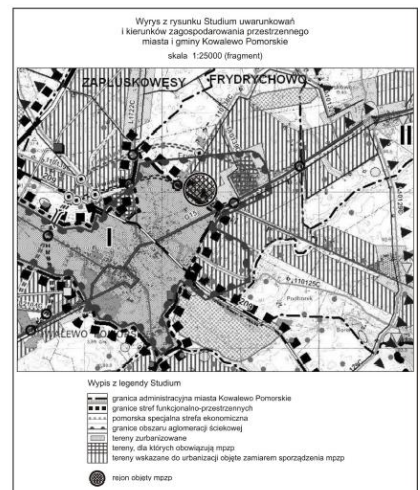 Wyrys z rysunku Studium uwarunkowań
i kierunków zagospodarowania przestrzennego
miasta i gminy Kowalewo Pomorskie
skala 1:25000 (fragment)
ZAPLUSKOWĘSY FRYDRYCHOWO
I
II
Podborek
Wypis z legendy Studium
granica administracyjna miasta Kowalewo Pomorskie
granice stref funkcjonalno-przestrzennych
pomorska specjalna strefa ekonomiczna
granice obszaru aglomeracji ściekowej
tereny zurbanizowane
tereny, dla których obowiązują mpzp
tereny wskazane do urbanizacji objęte zamiarem sporządzenia mpzp
rejon objęty mpzp